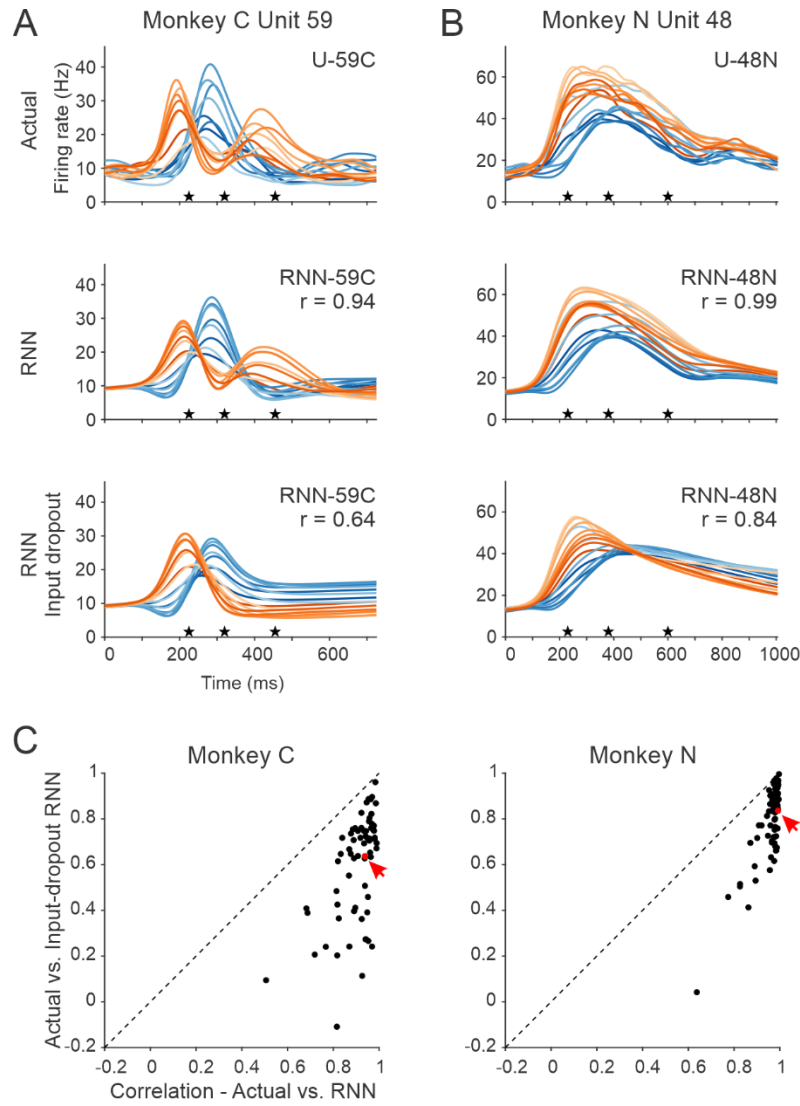 A
Monkey C Unit 59
B
Monkey N Unit 48
Actual
Firing rate (Hz)
U-59C
40
30
20
10
0
U-48N
60
40
20
0
RNN
RNN-59C
r = 0.94
40
30
20
10
0
RNN-48N
r = 0.99
60
40
20
0
RNN
Input dropout
RNN-59C
r = 0.64
40
30
20
10
0
0 200 400 600
Time (ms)
RNN-48N
r = 0.84
60
40
20
0
0 200 400 600 800 1000
C
Monkey C
Actual vs. Input-dropout RNN
1
0.8
0.6
0.4
0.2
0
-0.2
-0.2 0 0.2 0.4 0.6 0.8 1
Correlation - Actual vs. RNN
Monkey N
1
0.8
0.6
0.4
0.2
0
-0.2
-0.2 0 0.2 0.4 0.6 0.8 1